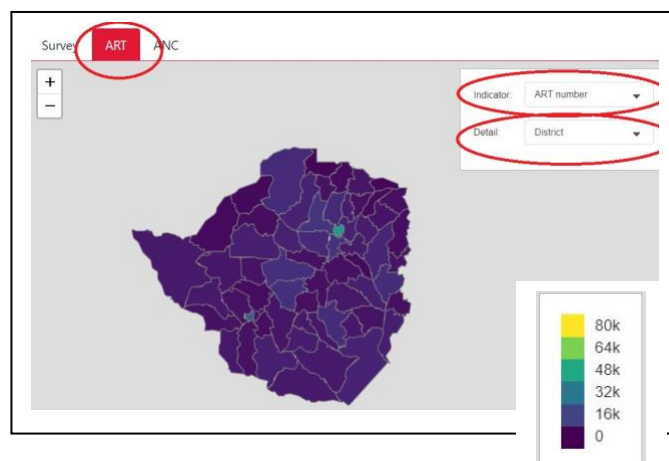 Survey ART ANC
+
−
Indicator: ART number
Detail: District
80k
64k
48k
32k
16k
0